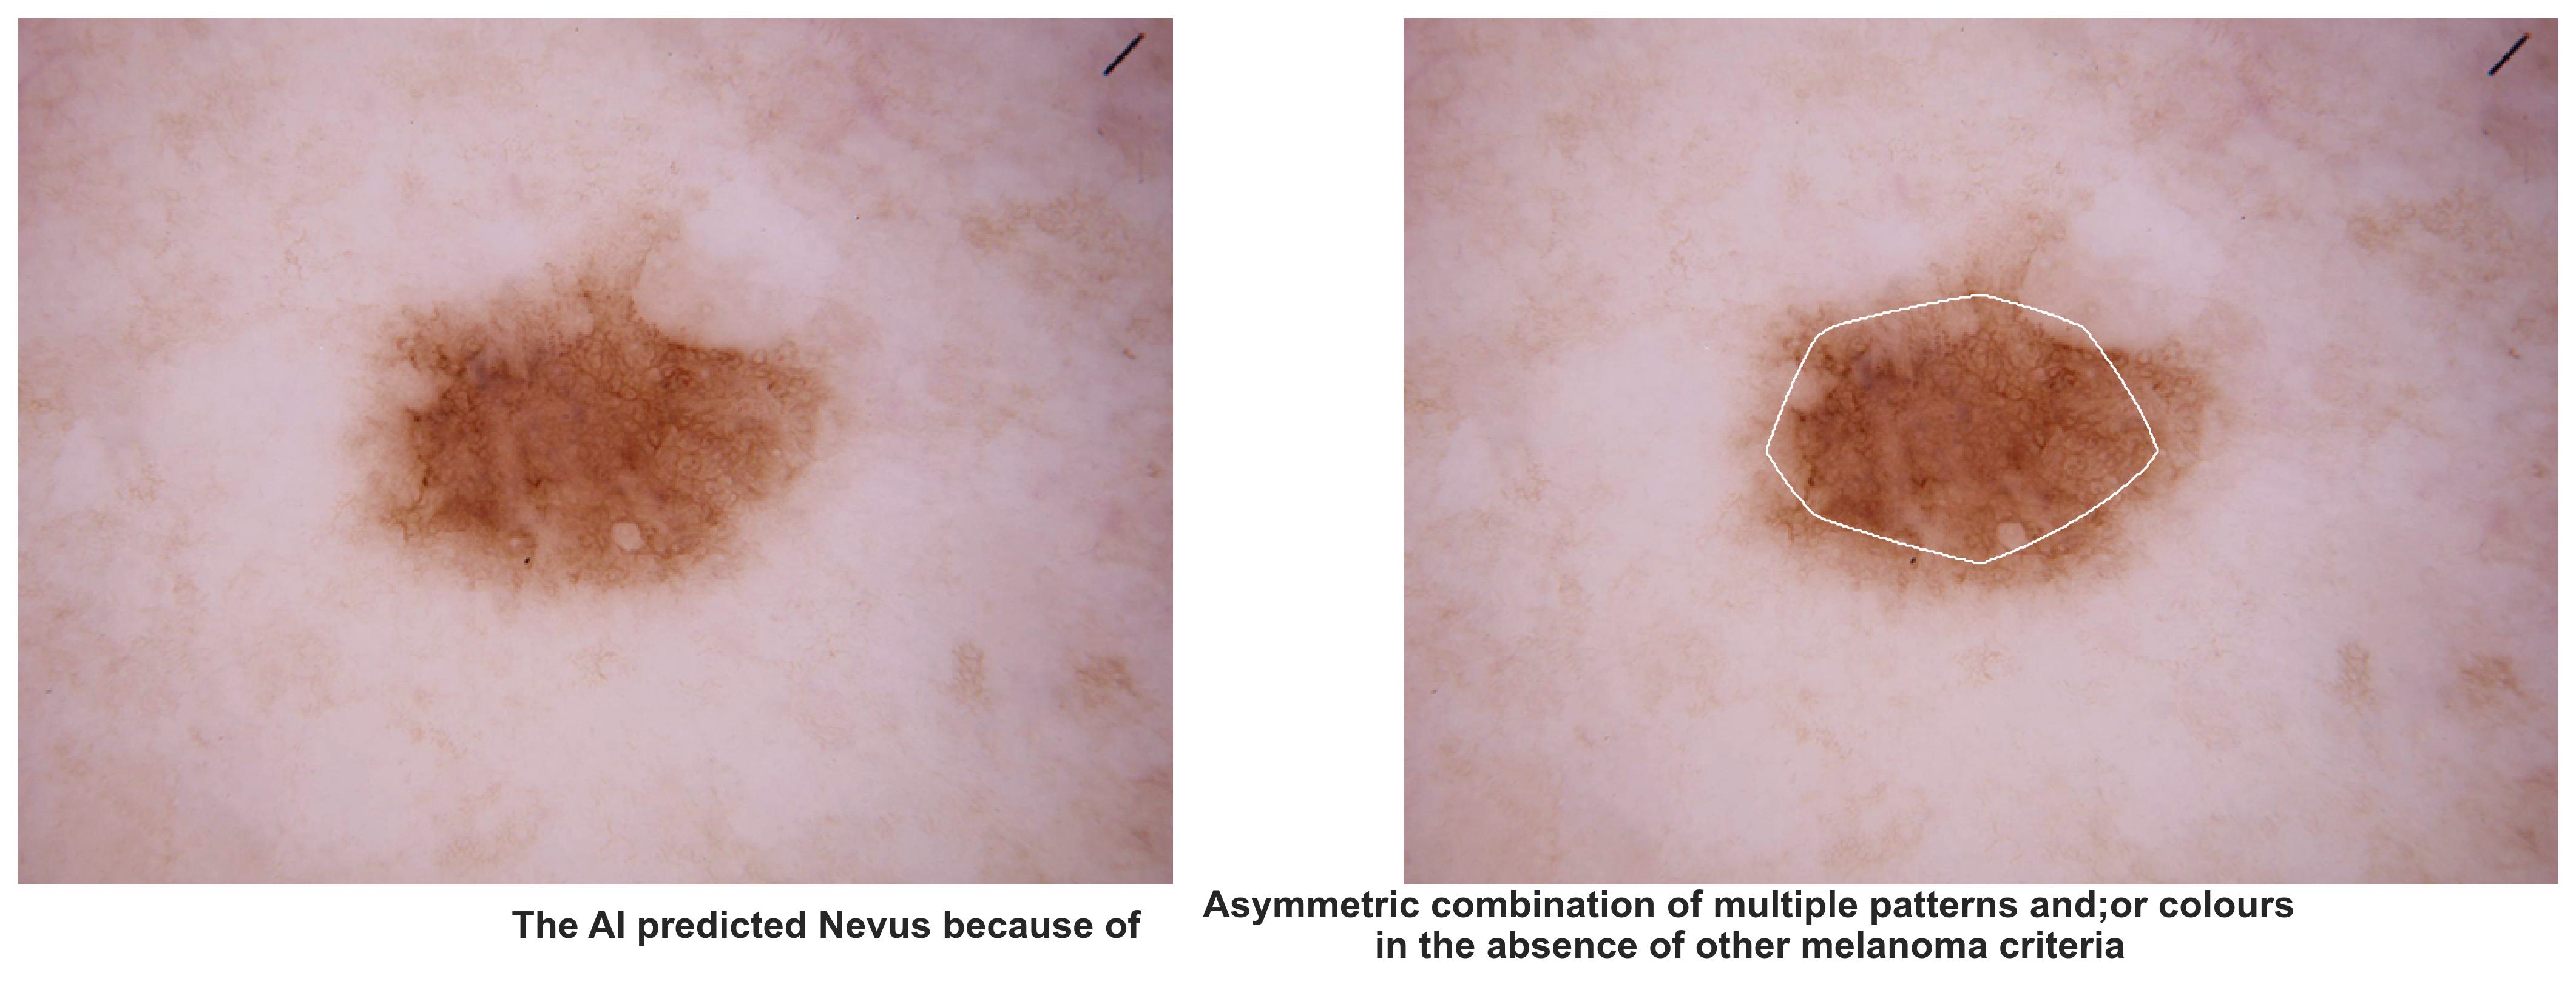 The AI predicted Nevus because of
Asymmetric combination of multiple patterns and;or colours
in the absence of other melanoma criteria